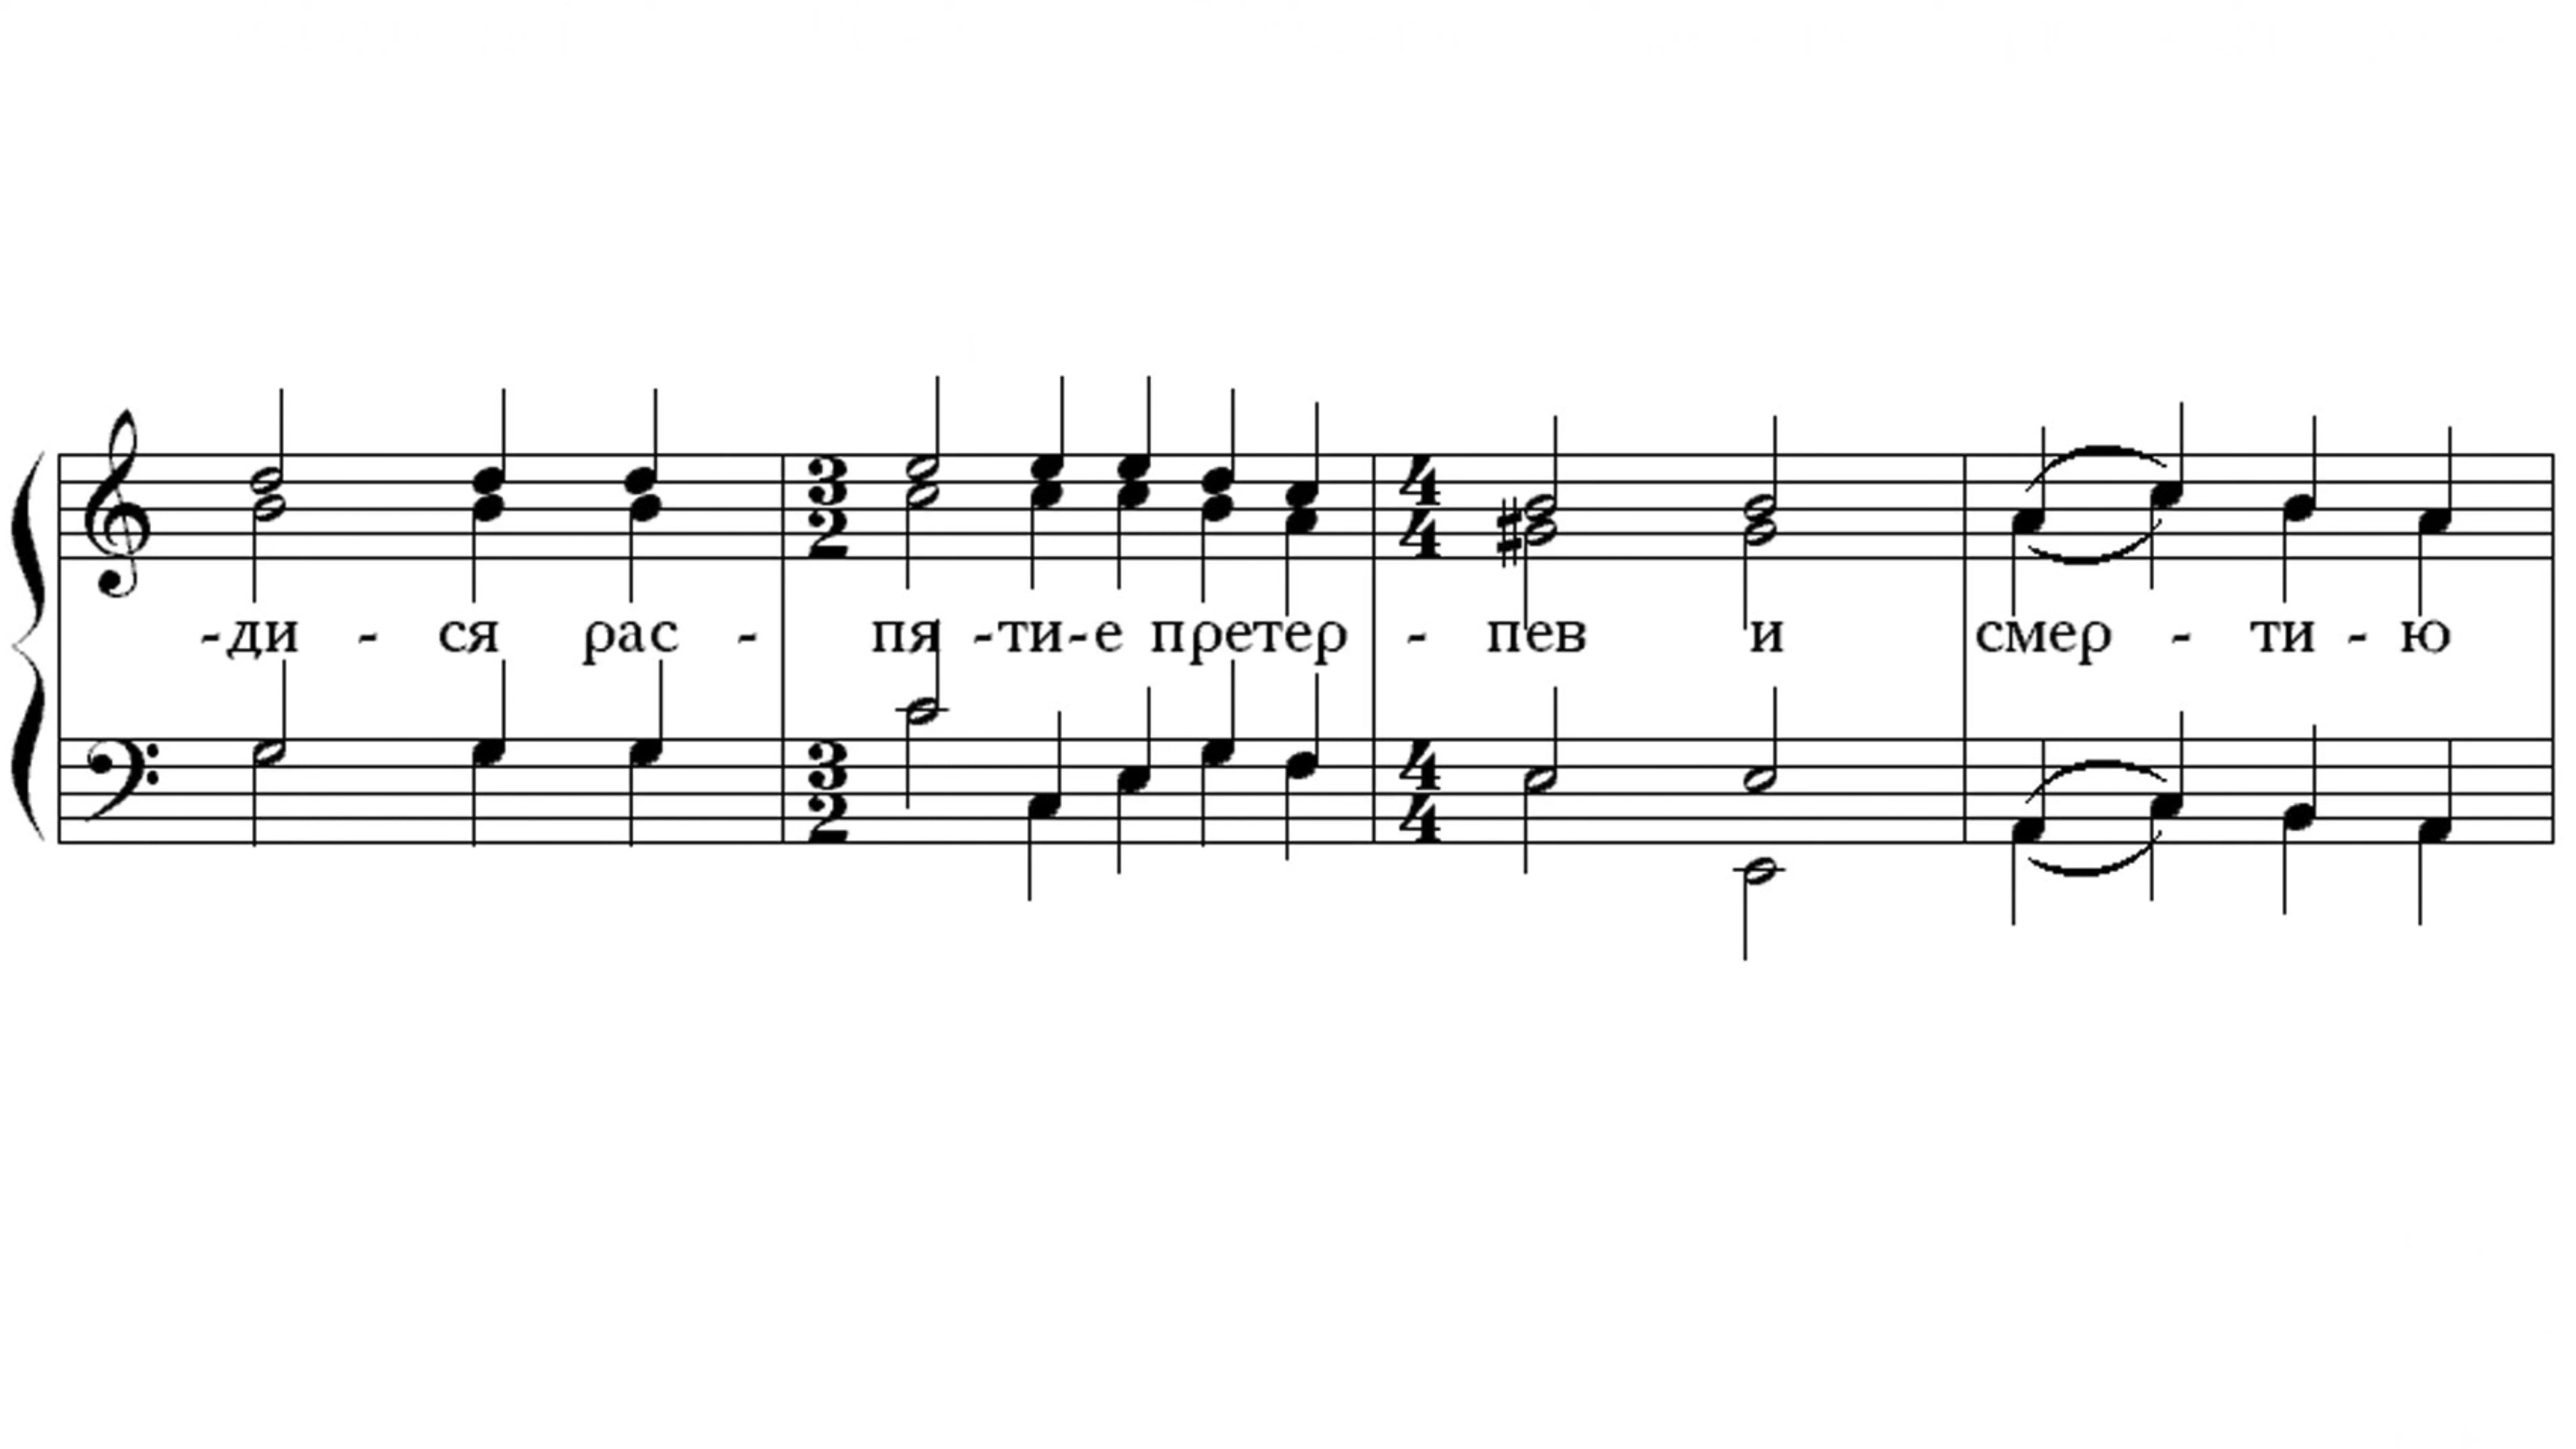 -ди - ся рас - пя -ти-е претер - пев и смер - ти - ю